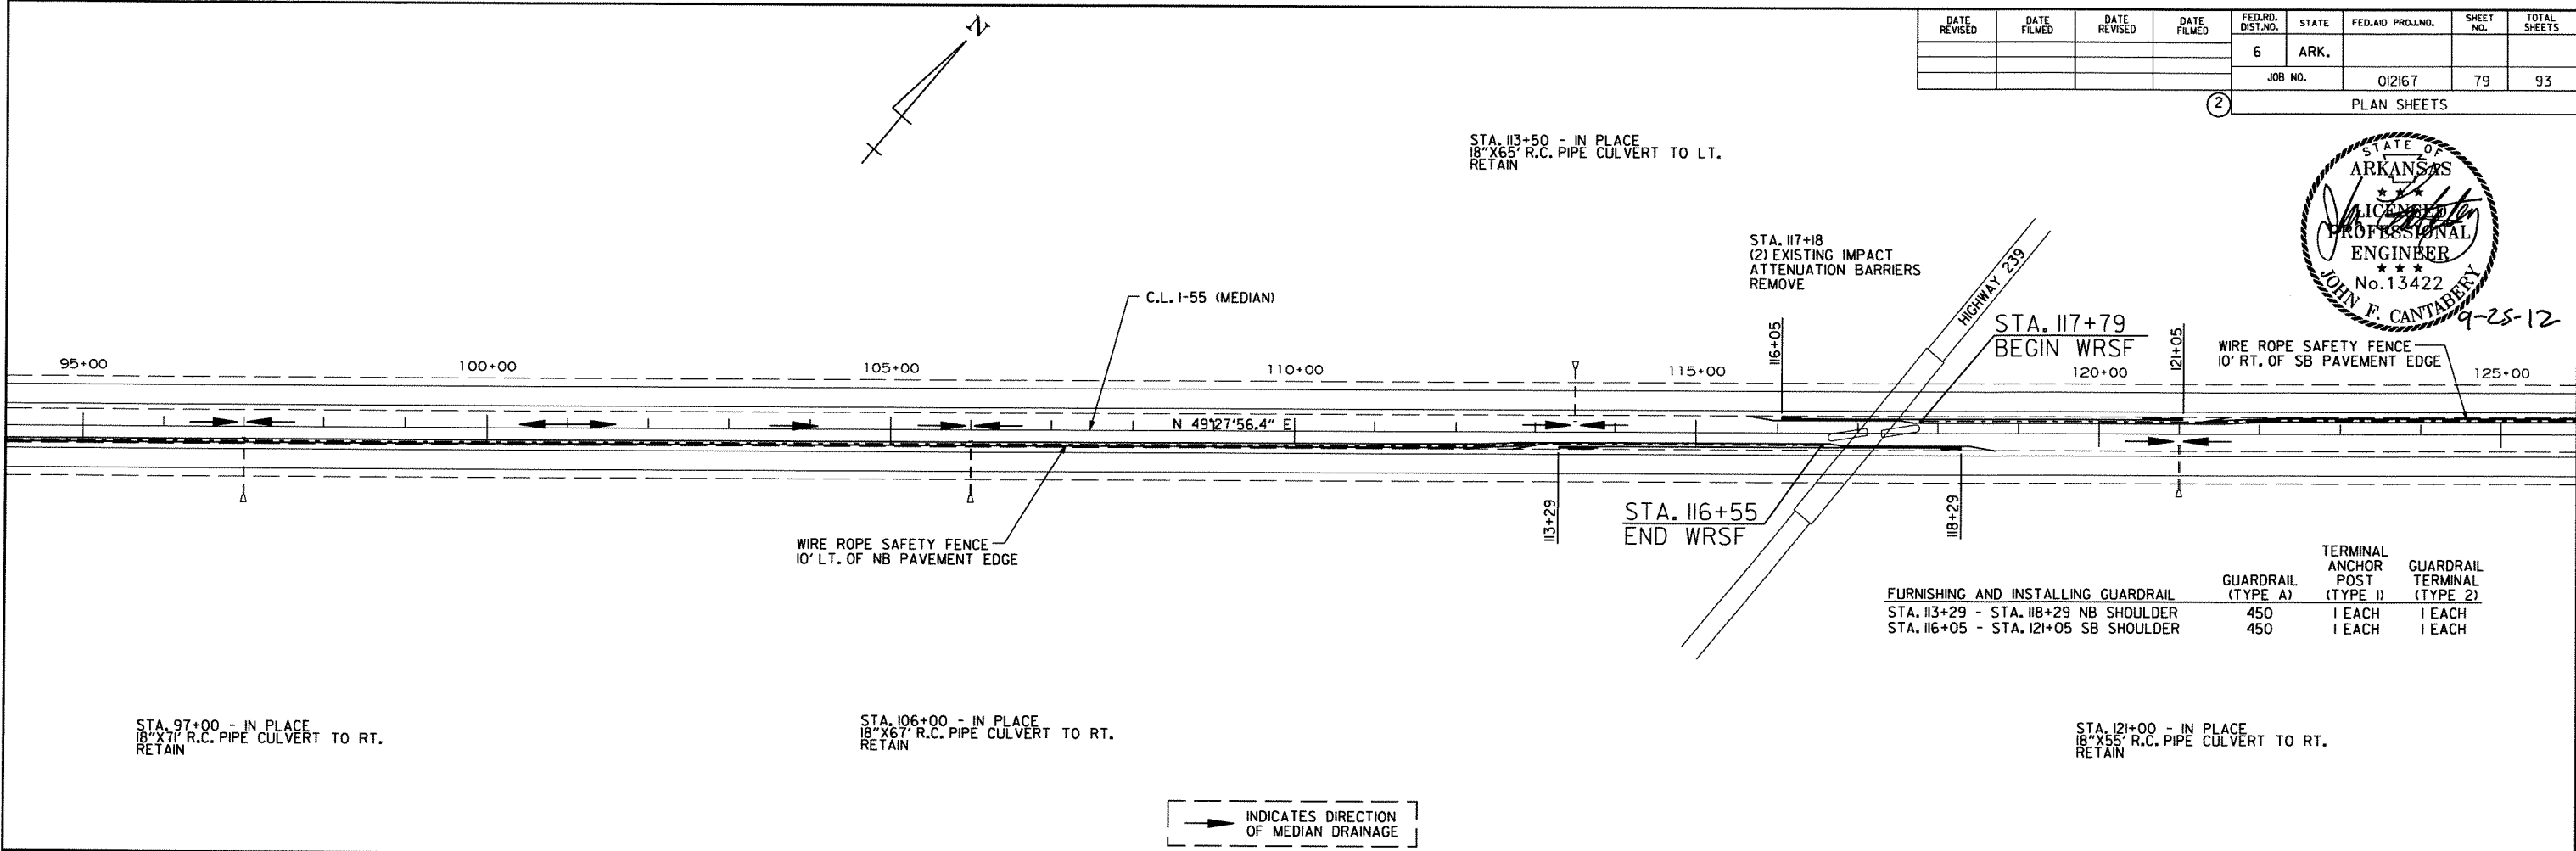 DATE REVISED
DATE FILMED
DATE REVISED
DATE FILMED
FED.RD. DIST.NO.
STATE
FED.AID PROJ.NO.
SHEET NO.
TOTAL SHEETS
6
ARK.
JOB NO.
012167
79
93
2
PLAN SHEETS
N
STA. 113+50 - IN PLACE
18"X65' R.C. PIPE CULVERT TO LT.
RETAIN
STATE OF
ARKANSAS
★ ★ ★
LICENSED
PROFESSIONAL
ENGINEER
★ ★ ★
No.13422
JOHN F. CANTABERY
9-25-12
STA. 117+18
(2) EXISTING IMPACT
ATTENUATION BARRIERS
REMOVE
HIGHWAY 239
C.L. I-55 (MEDIAN)
STA. 117+79
BEGIN WRSF
116+05
121+05
WIRE ROPE SAFETY FENCE
10' RT. OF SB PAVEMENT EDGE
95+00
100+00
105+00
110+00
115+00
120+00
125+00
N 49°27'56.4" E
WIRE ROPE SAFETY FENCE
10' LT. OF NB PAVEMENT EDGE
113+29
STA. 116+55
END WRSF
118+29
FURNISHING AND INSTALLING GUARDRAIL
GUARDRAIL
(TYPE A)
TERMINAL
ANCHOR
POST
(TYPE 1)
GUARDRAIL
TERMINAL
(TYPE 2)
STA. 113+29 - STA. 118+29 NB SHOULDER 450 1 EACH 1 EACH
STA. 116+05 - STA. 121+05 SB SHOULDER 450 1 EACH 1 EACH
STA. 97+00 - IN PLACE
18"X71' R.C. PIPE CULVERT TO RT.
RETAIN
STA. 106+00 - IN PLACE
18"X67' R.C. PIPE CULVERT TO RT.
RETAIN
STA. 121+00 - IN PLACE
18"X55' R.C. PIPE CULVERT TO RT.
RETAIN
INDICATES DIRECTION
OF MEDIAN DRAINAGE